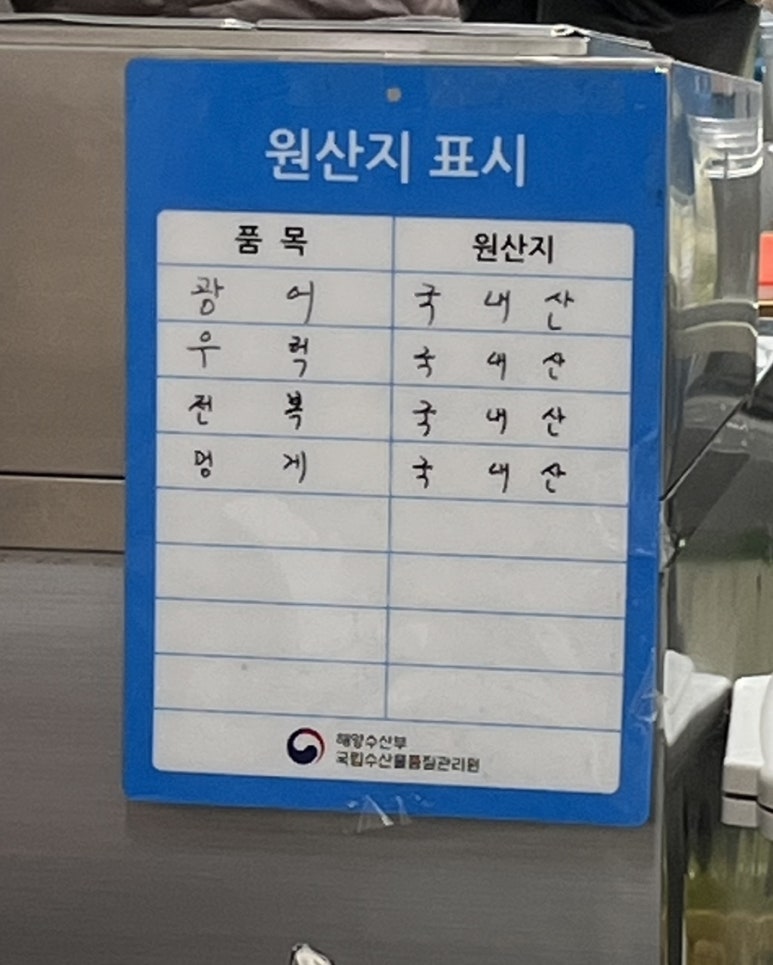 원산지 표시
품 목 원산지
광 어 국 내 산
우 럭 국 내 산
전 복 국 내 산
멍 게 국 내 산
해양수산부
국립수산물품질관리원